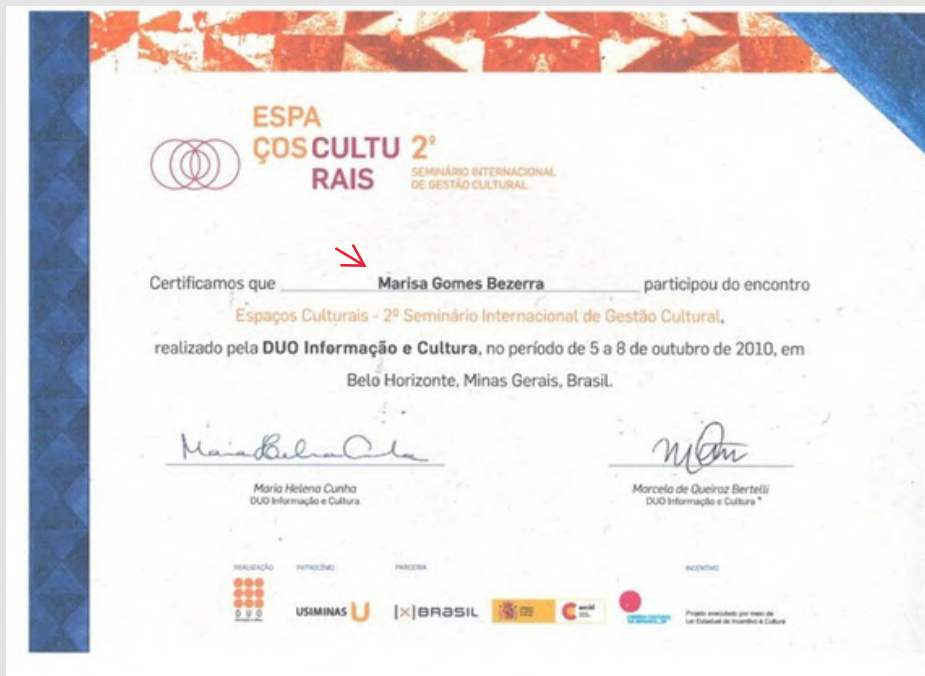 ESPA
ÇOS CULTU 2º
RAIS
SEMINÁRIO INTERNACIONAL
DE GESTÃO CULTURAL
Certificamos que Marisa Gomes Bezerra participou do encontro
Espaços Culturais - 2º Seminário Internacional de Gestão Cultural,
realizado pela DUO Informação e Cultura, no período de 5 a 8 de outubro de 2010, em
Belo Horizonte, Minas Gerais, Brasil.
Maria Helena Cunha
DUO Informação e Cultura
Marcela de Queiroz Bertelli
DUO Informação e Cultura
REALIZAÇÃO PATROCÍNIO PARCERIA INCENTIVO
DUO
USIMINAS U
[×]BRASIL
aecid
Projeto executado por meio da
Lei Estadual de Incentivo à Cultura